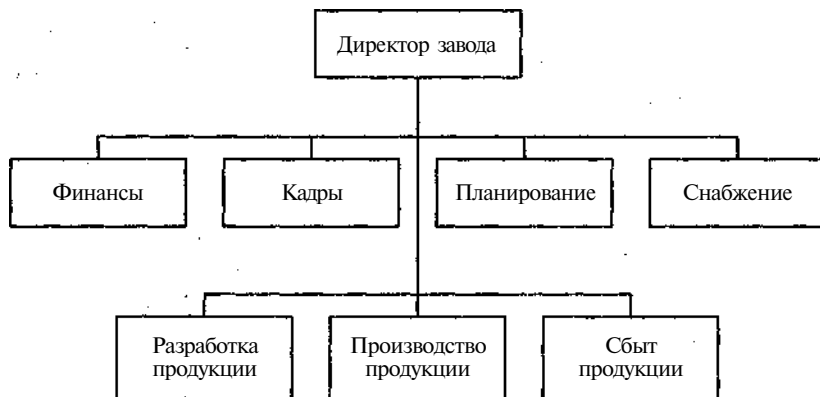 Директор завода
Финансы
Кадры
Планирование
Снабжение
Разработка
продукции
Производство
продукции
Сбыт
продукции